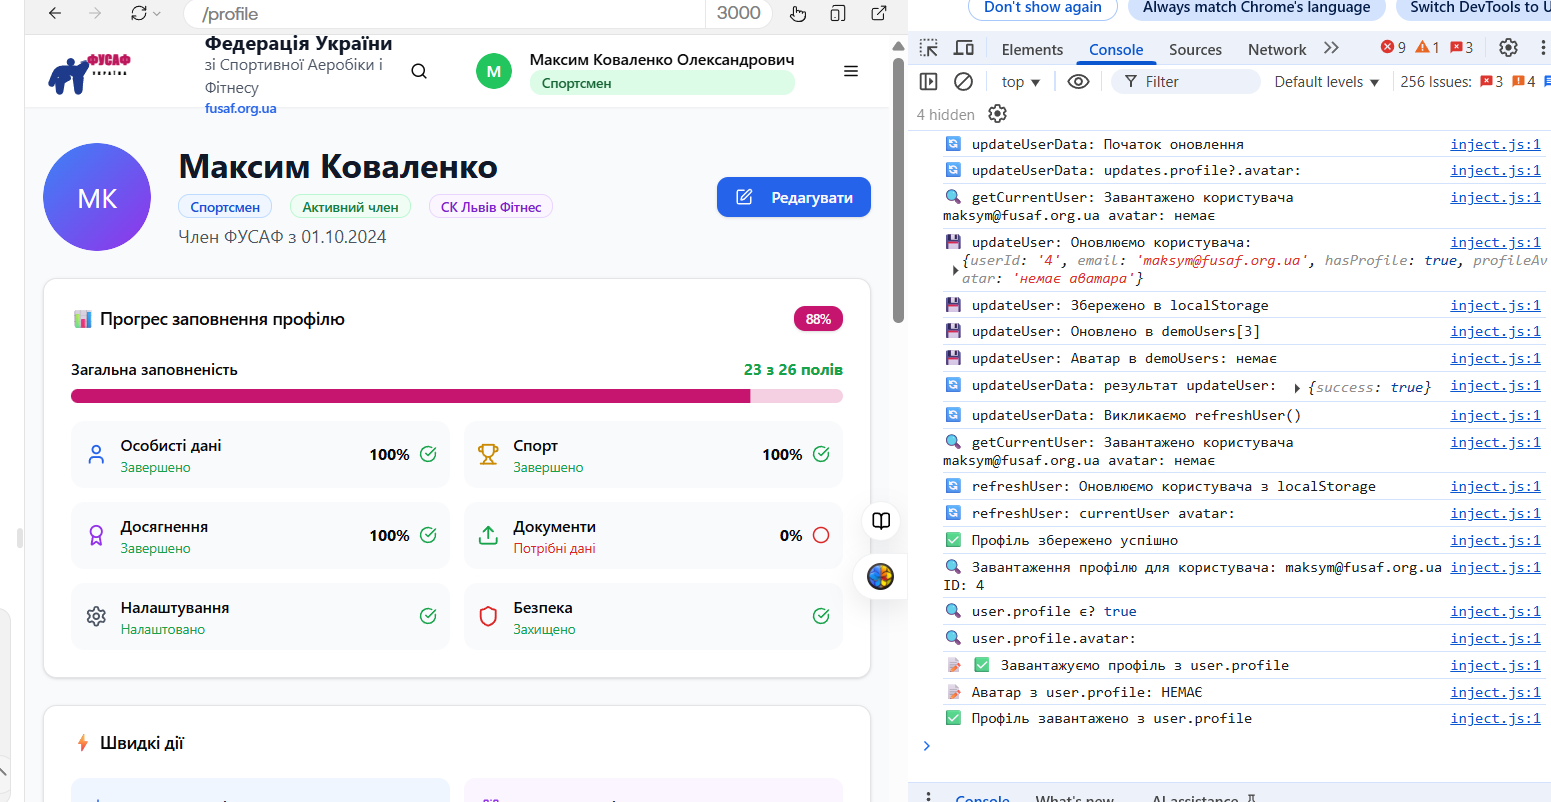 /profile
3000
ФУСАФ
УКРАЇНА
Федерація України
зі Спортивної Аеробіки і
Фітнесу
fusaf.org.ua
М
Максим Коваленко Олександрович
Спортсмен
МК
Максим Коваленко
Спортсмен
Активний член
СК Львів Фітнес
Член ФУСАФ з 01.10.2024
Редагувати
Прогрес заповнення профілю
88%
Загальна заповненість
23 з 26 полів
Особисті дані
Завершено
100%
Спорт
Завершено
100%
Досягнення
Завершено
100%
Документи
Потрібні дані
0%
Налаштування
Налаштовано
Безпека
Захищено
Швидкі дії
Don't show again
Always match Chrome's language
Switch DevTools to U
Elements
Console
Sources
Network
9
1
3
top
Filter
Default levels
256 Issues:
3
4
4 hidden
updateUserData: Початок оновлення inject.js:1
updateUserData: updates.profile?.avatar: inject.js:1
getCurrentUser: Завантажено користувача inject.js:1
maksym@fusaf.org.ua avatar: немає
updateUser: Оновлюємо користувача: inject.js:1
{userId: '4', email: 'maksym@fusaf.org.ua', hasProfile: true, profileAv
atar: 'немає аватара'}
updateUser: Збережено в localStorage inject.js:1
updateUser: Оновлено в demoUsers[3] inject.js:1
updateUser: Аватар в demoUsers: немає inject.js:1
updateUserData: результат updateUser: {success: true} inject.js:1
updateUserData: Викликаємо refreshUser() inject.js:1
getCurrentUser: Завантажено користувача inject.js:1
maksym@fusaf.org.ua avatar: немає
refreshUser: Оновлюємо користувача з localStorage inject.js:1
refreshUser: currentUser avatar: inject.js:1
Профіль збережено успішно inject.js:1
Завантаження профілю для користувача: maksym@fusaf.org.ua inject.js:1
ID: 4
user.profile є? true inject.js:1
user.profile.avatar: inject.js:1
Завантажуємо профіль з user.profile inject.js:1
Аватар з user.profile: НЕМАЄ inject.js:1
Профіль завантажено з user.profile inject.js:1
Console
What's new
AI assistance